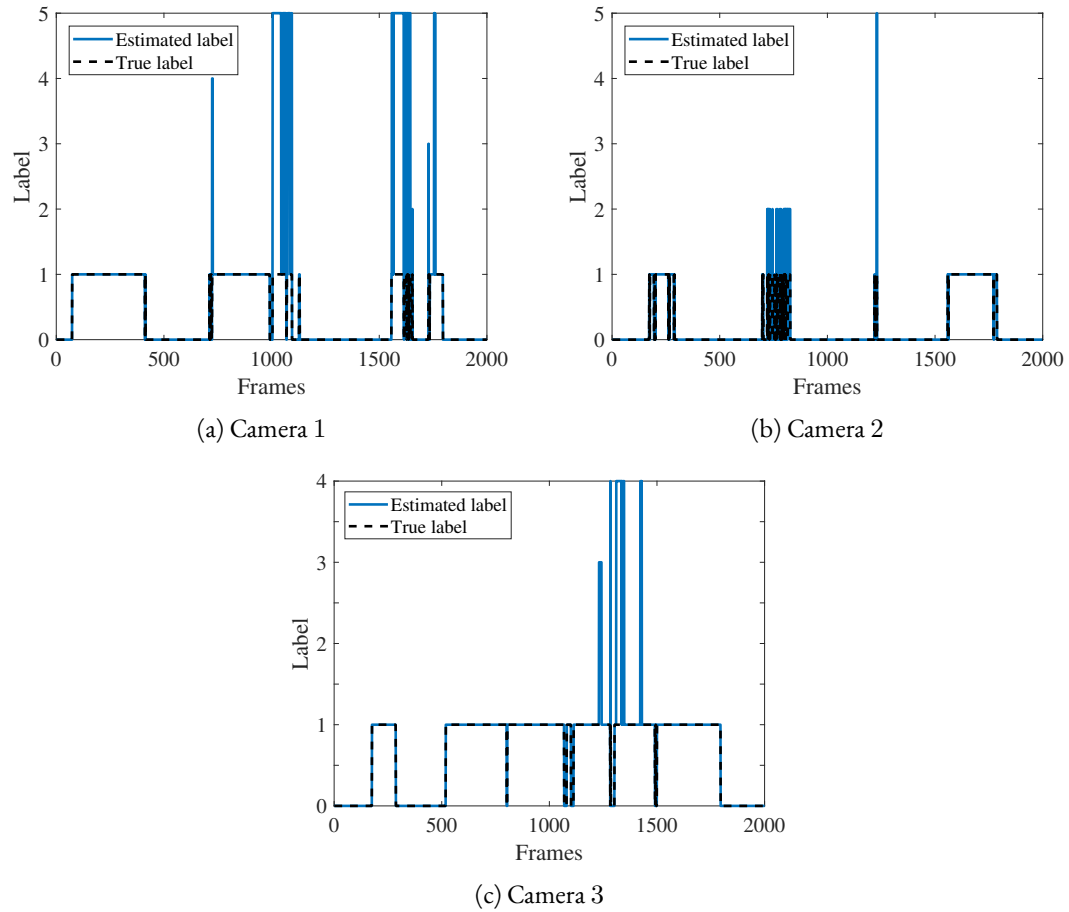 5
4
3
2
1
0
Label
Estimated label
True label
0 500 1000 1500 2000
Frames
(a) Camera 1
5
4
3
2
1
0
Label
Estimated label
True label
0 500 1000 1500 2000
Frames
(b) Camera 2
4
3
2
1
0
Label
Estimated label
True label
0 500 1000 1500 2000
Frames
(c) Camera 3